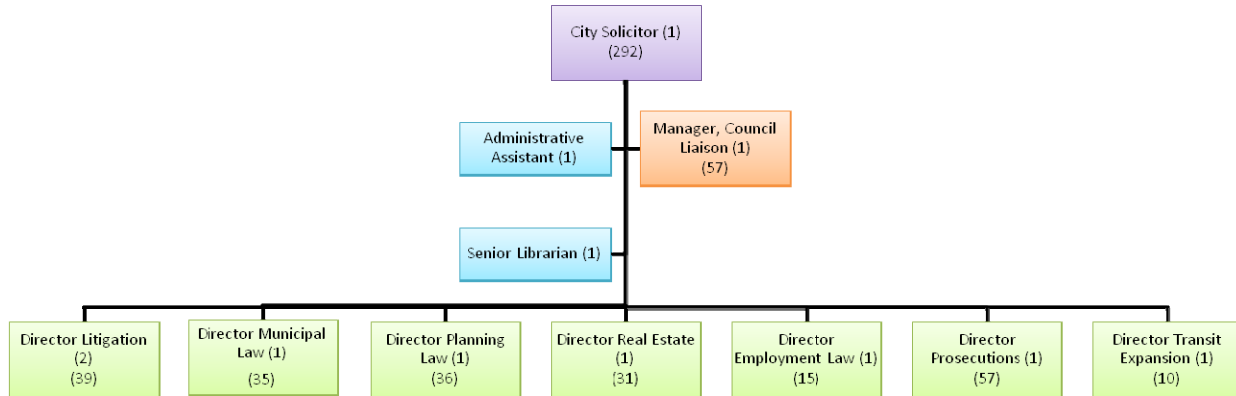 City Solicitor (1)
(292)
Administrative
Assistant (1)
Manager, Council
Liaison (1)
(57)
Senior Librarian (1)
Director Litigation
(2)
(39)
Director Municipal
Law (1)
(35)
Director Planning
Law (1)
(36)
Director Real Estate
(1)
(31)
Director
Employment Law (1)
(15)
Director
Prosecutions (1)
(57)
Director Transit
Expansion (1)
(10)